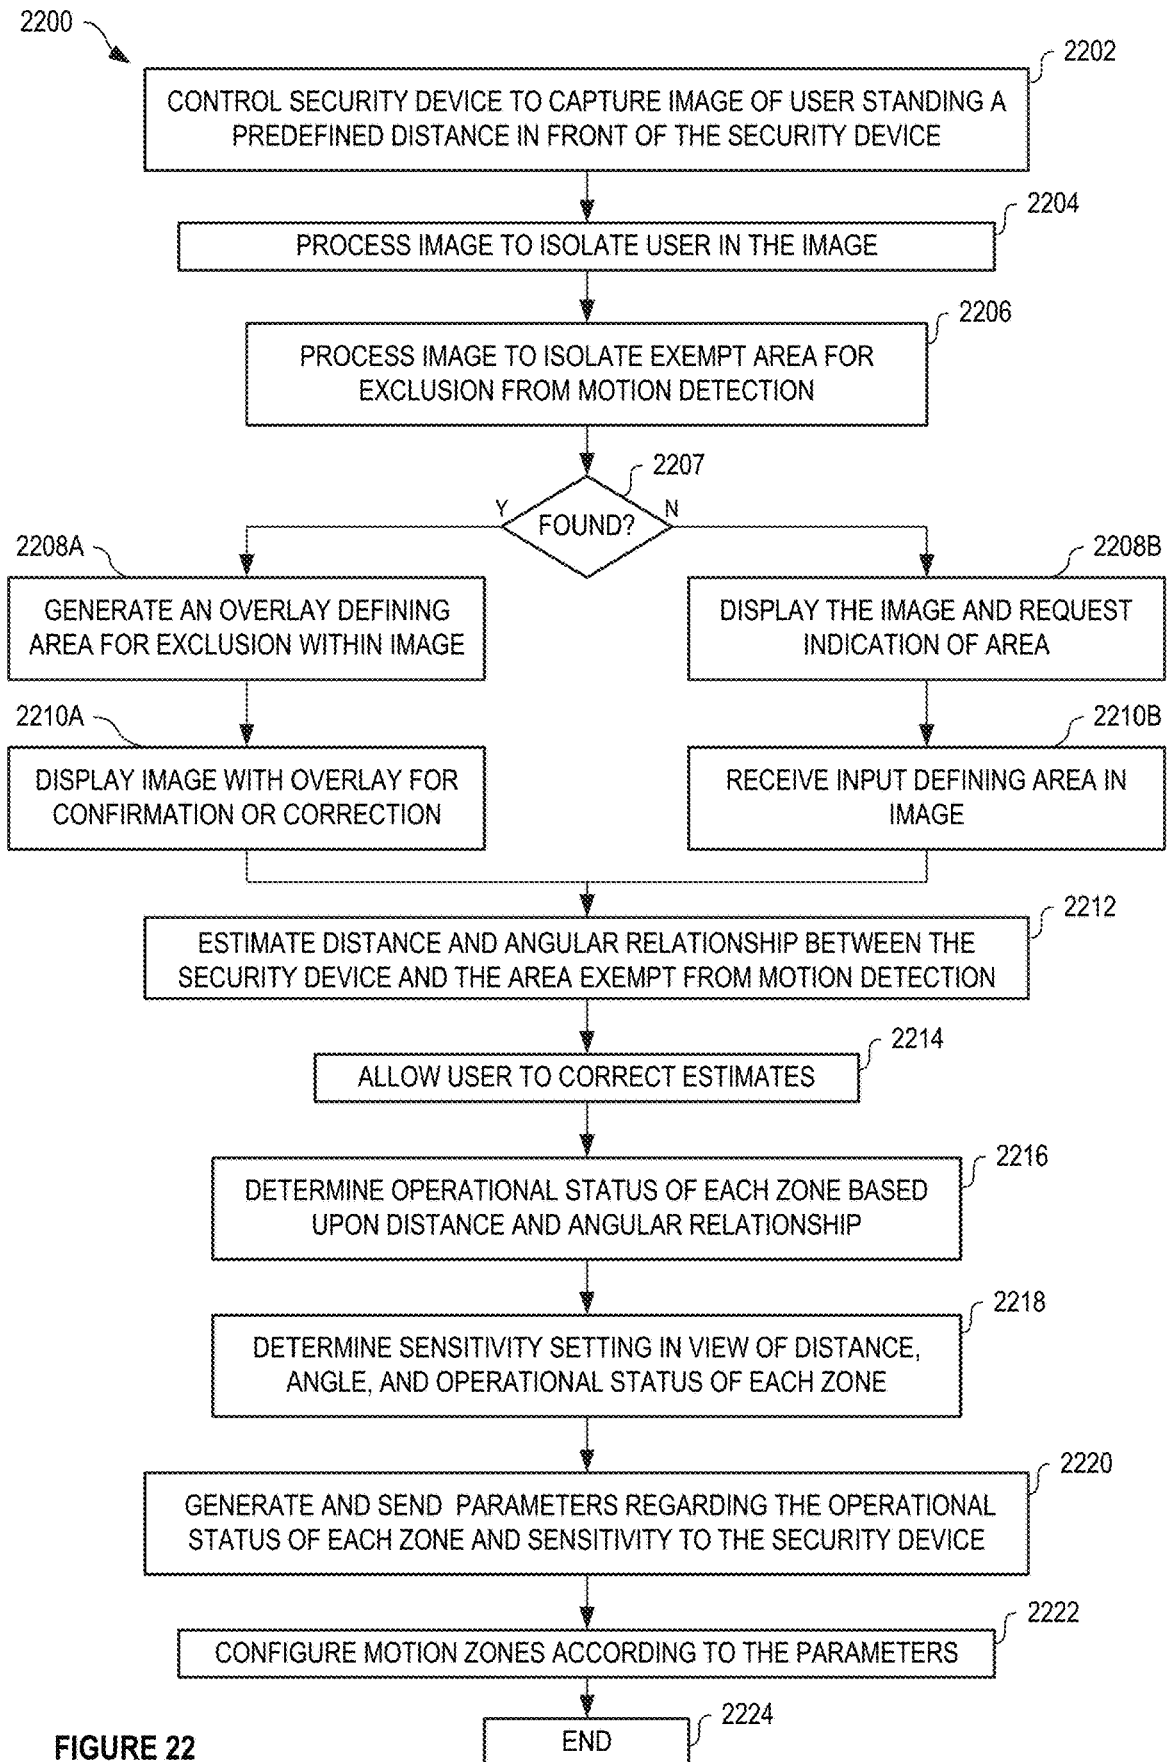 2200
2202
CONTROL SECURITY DEVICE TO CAPTURE IMAGE OF USER STANDING A
PREDEFINED DISTANCE IN FRONT OF THE SECURITY DEVICE
2204
PROCESS IMAGE TO ISOLATE USER IN THE IMAGE
2206
PROCESS IMAGE TO ISOLATE EXEMPT AREA FOR
EXCLUSION FROM MOTION DETECTION
2207
Y
FOUND?
N
2208A
GENERATE AN OVERLAY DEFINING
AREA FOR EXCLUSION WITHIN IMAGE
2208B
DISPLAY THE IMAGE AND REQUEST
INDICATION OF AREA
2210A
DISPLAY IMAGE WITH OVERLAY FOR
CONFIRMATION OR CORRECTION
2210B
RECEIVE INPUT DEFINING AREA IN
IMAGE
2212
ESTIMATE DISTANCE AND ANGULAR RELATIONSHIP BETWEEN THE
SECURITY DEVICE AND THE AREA EXEMPT FROM MOTION DETECTION
2214
ALLOW USER TO CORRECT ESTIMATES
2216
DETERMINE OPERATIONAL STATUS OF EACH ZONE BASED
UPON DISTANCE AND ANGULAR RELATIONSHIP
2218
DETERMINE SENSITIVITY SETTING IN VIEW OF DISTANCE,
ANGLE, AND OPERATIONAL STATUS OF EACH ZONE
2220
GENERATE AND SEND PARAMETERS REGARDING THE OPERATIONAL
STATUS OF EACH ZONE AND SENSITIVITY TO THE SECURITY DEVICE
2222
CONFIGURE MOTION ZONES ACCORDING TO THE PARAMETERS
2224
END
FIGURE 22